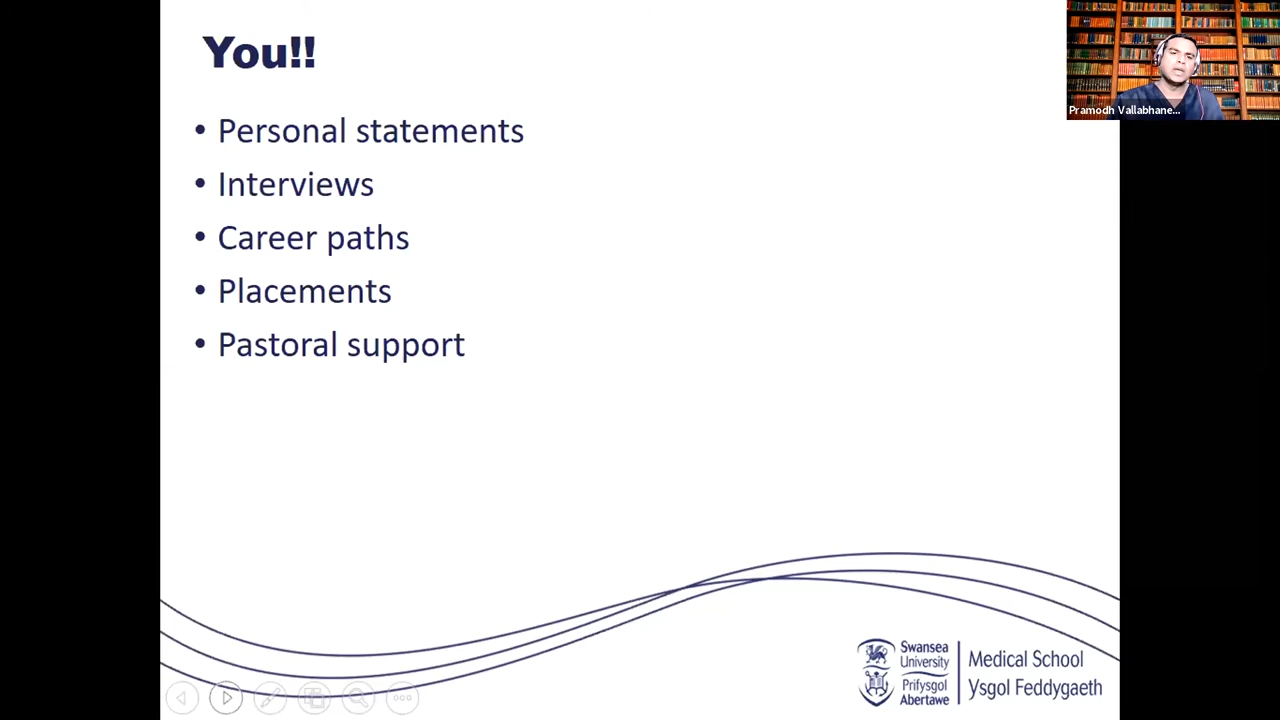 You!!
• Personal statements
• Interviews
• Career paths
• Placements
• Pastoral support
Pramodh Vallabhane...
Swansea
University
Prifysgol
Abertawe
Medical School
Ysgol Feddygaeth